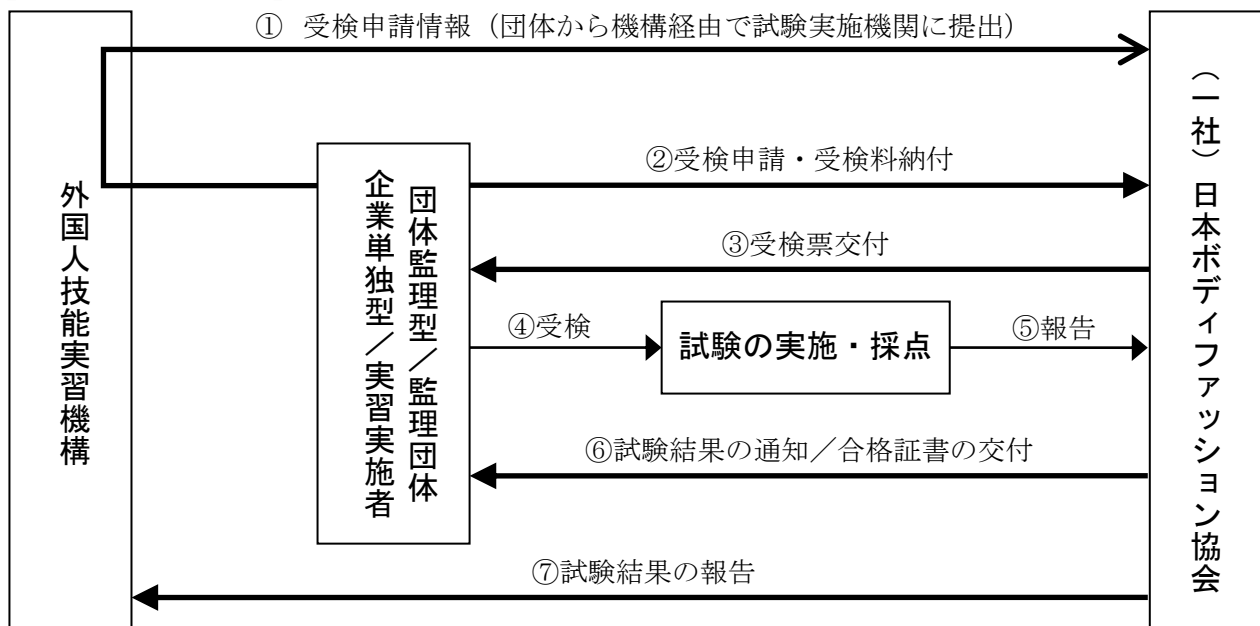 ① 受検申請情報（団体から機構経由で試験実施機関に提出）
外国人技能実習機構
団体監理型／監理団体
企業単独型／実習実施者
②受検申請・受検料納付
③受検票交付
④受検
試験の実施・採点
⑤報告
⑥試験結果の通知／合格証書の交付
⑦試験結果の報告
（一社）日本ボディファッション協会